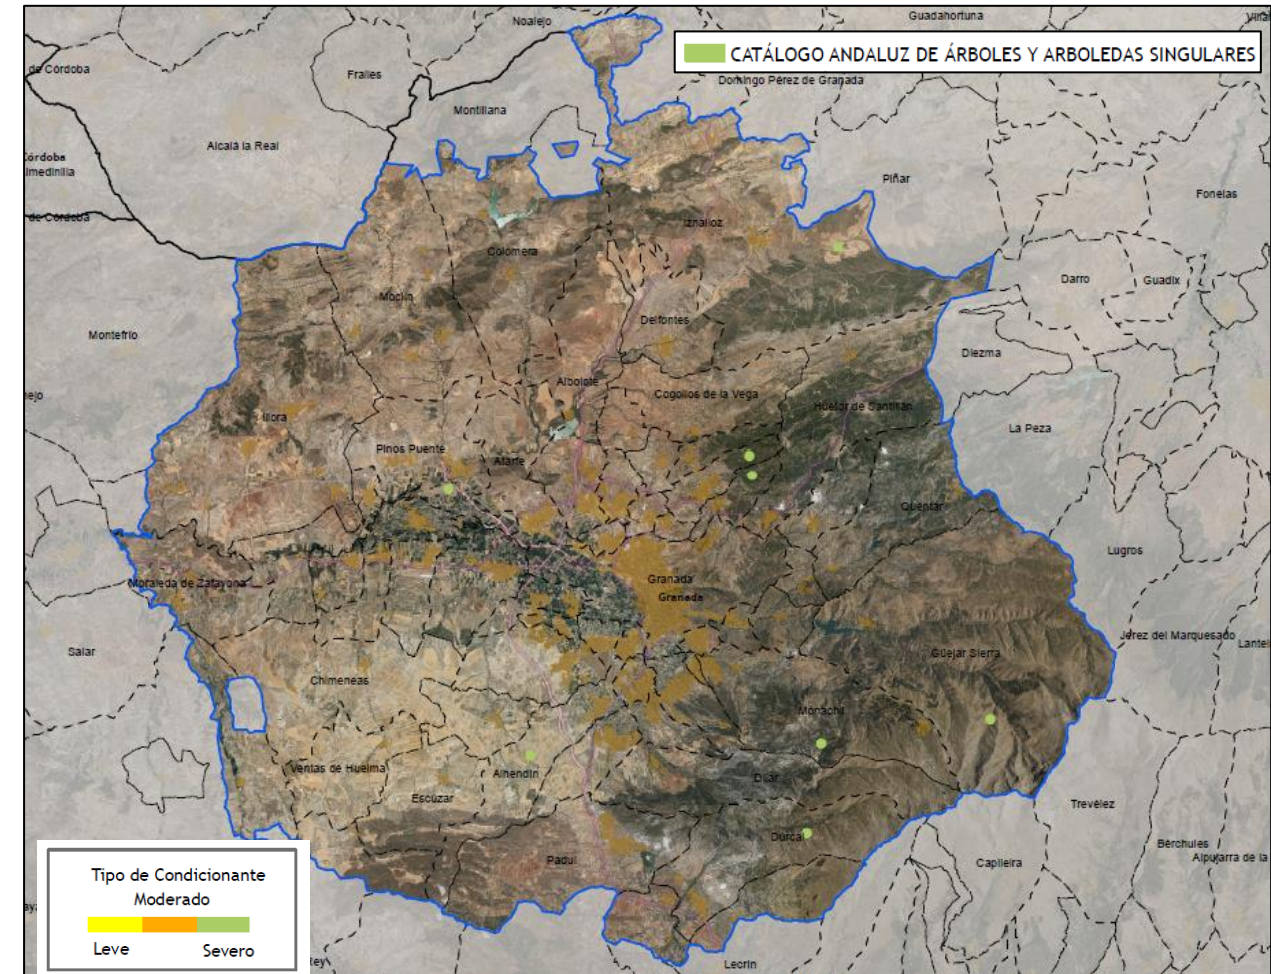 Noalejo
Guadahortuna
CATÁLOGO ANDALUZ DE ÁRBOLES Y ARBOLEDAS SINGULARES
de Córdoba
Frailes
Domingo Pérez de Granada
Montillana
Alcalá la Real
Córdoba
Piñar
Fonelas
de Córdoba
Iznalloz
Colomera
Darro
Guadix
Moclín
Deifontes
Montefrío
Diezma
Albolote
Cogollos de la Vega
Huétor de Santillán
Íllora
La Peza
Pinos Puente
Atarfe
Quéntar
Lugros
Granada
Moraleda de Zafayona
Granada
Jerez del Marquesado
Salar
Güéjar Sierra
Chimeneas
Monachil
Ventas de Huelma
Alhendín
Dílar
Escúzar
Trevélez
Dúrcal
Bérchules
Padul
Capileira
Alpujarra de la
Tipo de Condicionante
Moderado
Leve
Severo
Lecrín